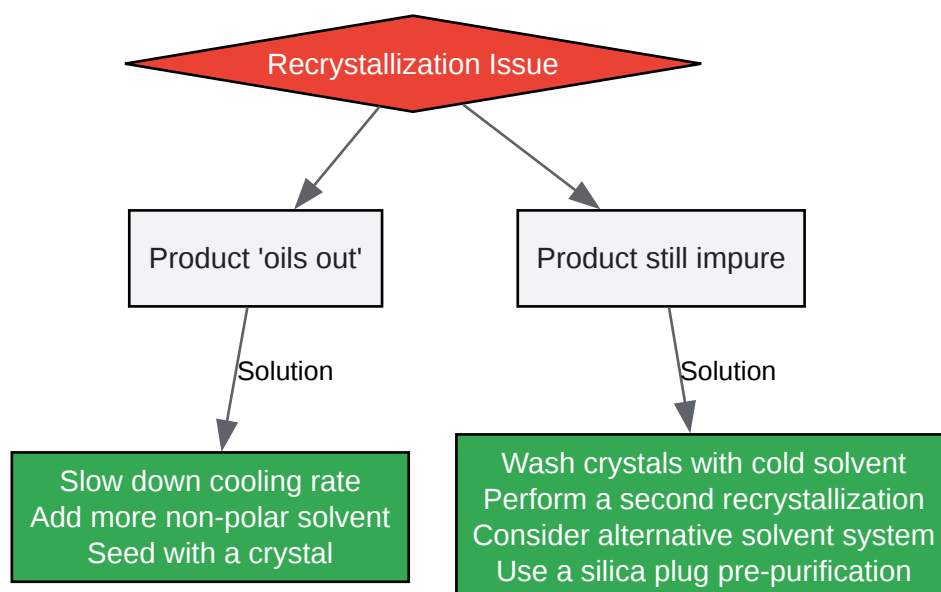 Recrystallization Issue
Product 'oils out'
Product still impure
Solution
Solution
Slow down cooling rate
Add more non-polar solvent
Seed with a crystal
Wash crystals with cold solvent
Perform a second recrystallization
Consider alternative solvent system
Use a silica plug pre-purification